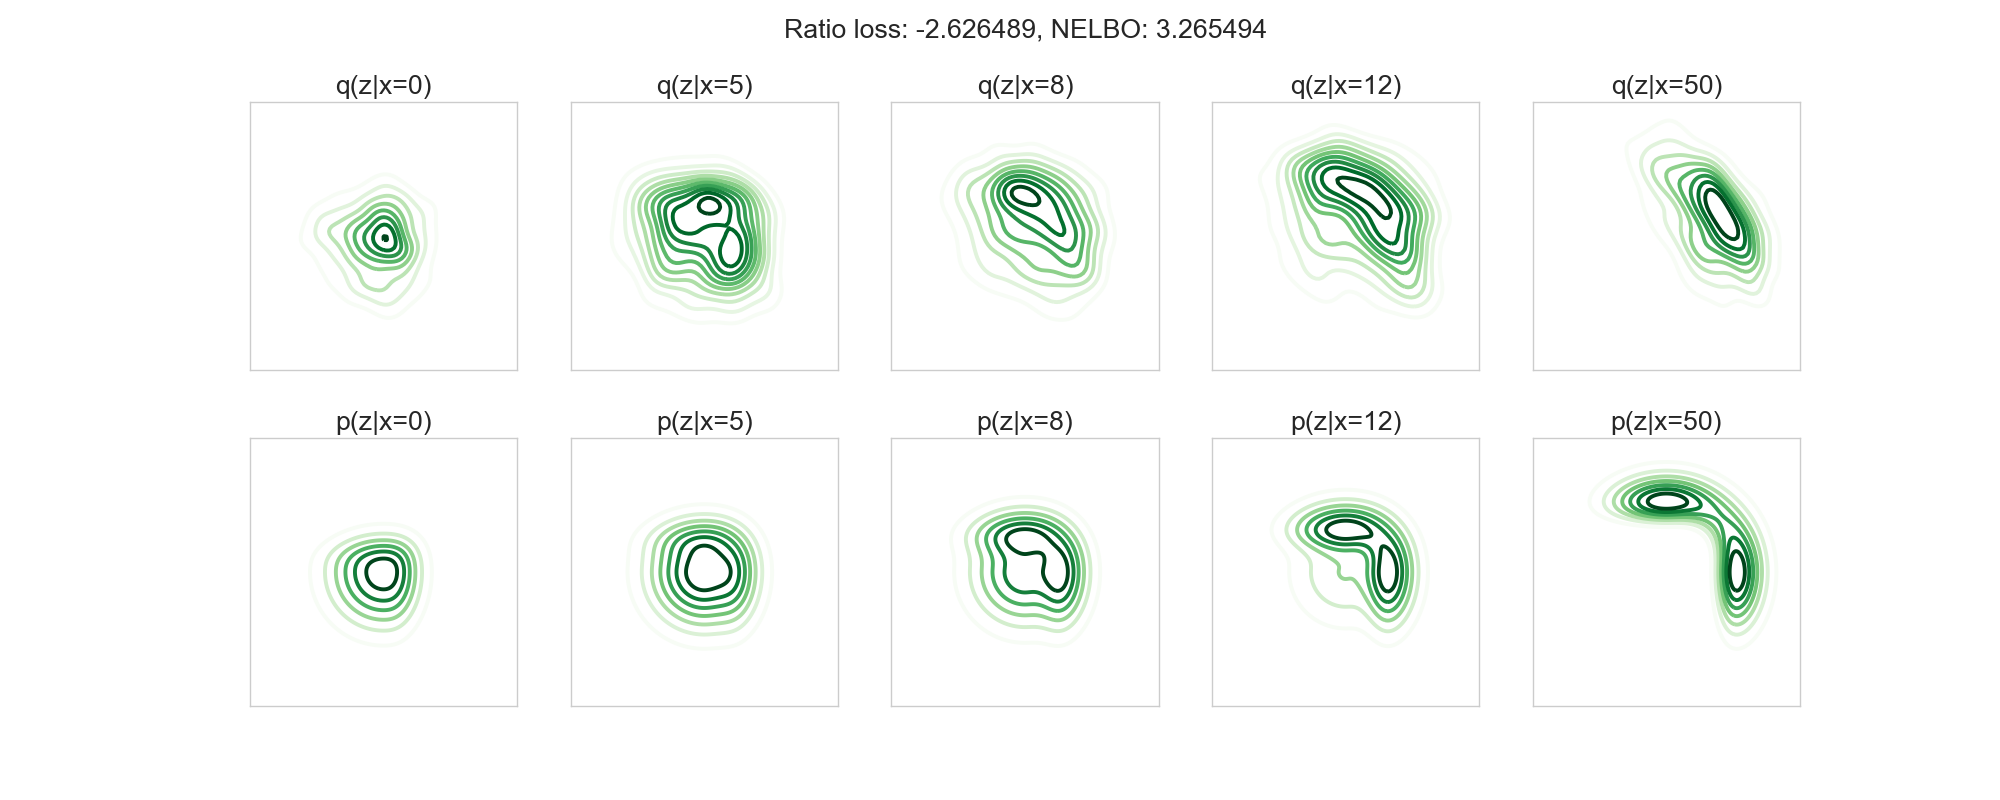 Ratio loss: -2.626489, NELBO: 3.265494
q(z|x=0) q(z|x=5) q(z|x=8) q(z|x=12) q(z|x=50)
p(z|x=0) p(z|x=5) p(z|x=8) p(z|x=12) p(z|x=50)